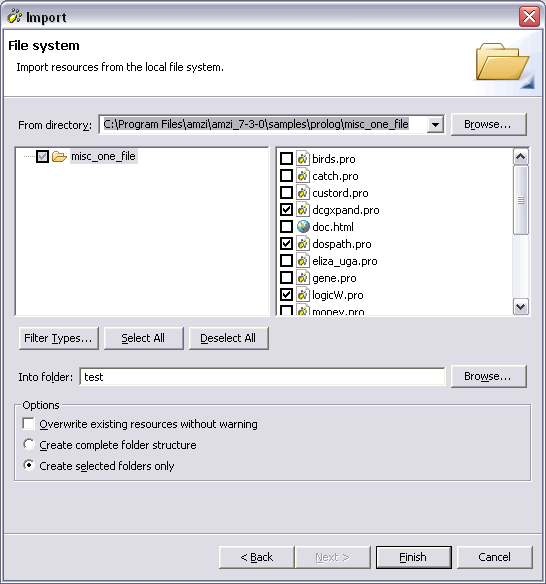 Import
File system
Import resources from the local file system.
From directory: C:\Program Files\amzi\amzi_7-3-0\samples\prolog\misc_one_file Browse...
misc_one_file
birds.pro
catch.pro
custord.pro
dcgxpand.pro
doc.html
dospath.pro
eliza_uga.pro
gene.pro
logicW.pro
money.pro
Filter Types... Select All Deselect All
Into folder: test Browse...
Options
Overwrite existing resources without warning
Create complete folder structure
Create selected folders only
< Back Next > Finish Cancel